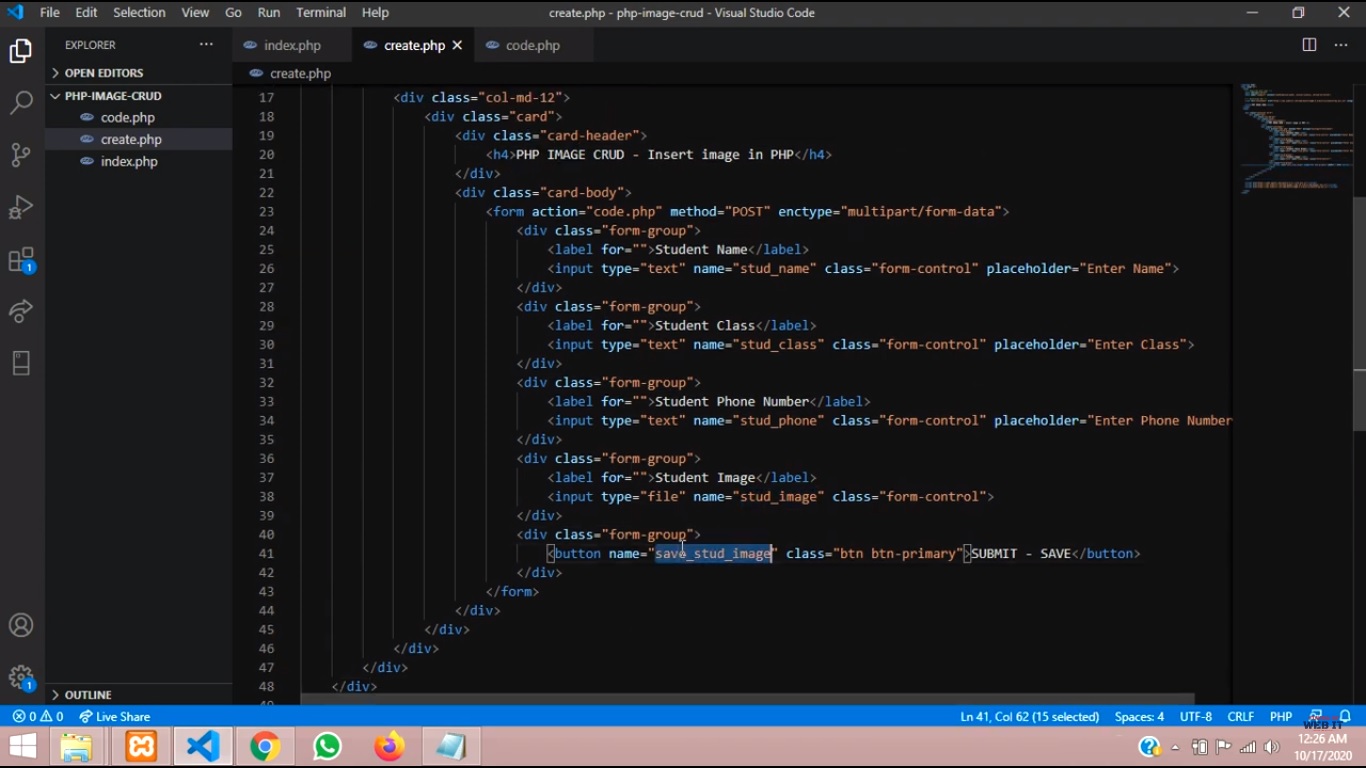 File Edit Selection View Go Run Terminal Help create.php - php-image-crud - Visual Studio Code
EXPLORER ···
index.php create.php code.php
OPEN EDITORS
create.php
PHP-IMAGE-CRUD
code.php
create.php
index.php
17 <div class="col-md-12">
18 <div class="card">
19 <div class="card-header">
20 <h4>PHP IMAGE CRUD - Insert image in PHP</h4>
21 </div>
22 <div class="card-body">
23 <form action="code.php" method="POST" enctype="multipart/form-data">
24 <div class="form-group">
25 <label for="">Student Name</label>
26 <input type="text" name="stud_name" class="form-control" placeholder="Enter Name">
27 </div>
28 <div class="form-group">
29 <label for="">Student Class</label>
30 <input type="text" name="stud_class" class="form-control" placeholder="Enter Class">
31 </div>
32 <div class="form-group">
33 <label for="">Student Phone Number</label>
34 <input type="text" name="stud_phone" class="form-control" placeholder="Enter Phone Number
35 </div>
36 <div class="form-group">
37 <label for="">Student Image</label>
38 <input type="file" name="stud_image" class="form-control">
39 </div>
40 <div class="form-group">
41 <button name="save_stud_image" class="btn btn-primary">SUBMIT - SAVE</button>
42 </div>
43 </form>
44 </div>
45 </div>
46 </div>
47 </div>
48 </div>
1
1
OUTLINE
0 0 Live Share Ln 41, Col 62 (15 selected) Spaces: 4 UTF-8 CRLF PHP
WEB IT
12:26 AM
10/17/2020